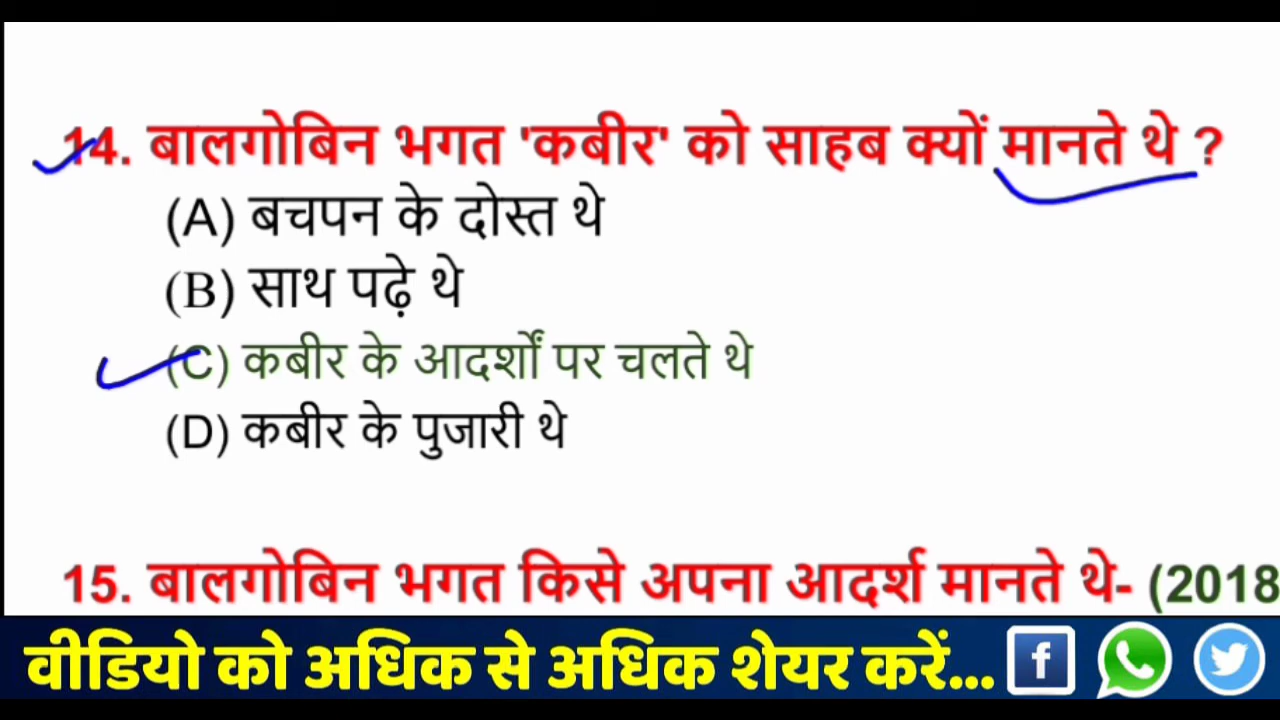 14. बालगोबिन भगत 'कबीर' को साहब क्यों मानते थे ?
(A) बचपन के दोस्त थे
(B) साथ पढ़े थे
(C) कबीर के आदर्शों पर चलते थे
(D) कबीर के पुजारी थे
15. बालगोबिन भगत किसे अपना आदर्श मानते थे- (2018
वीडियो को अधिक से अधिक शेयर करें...